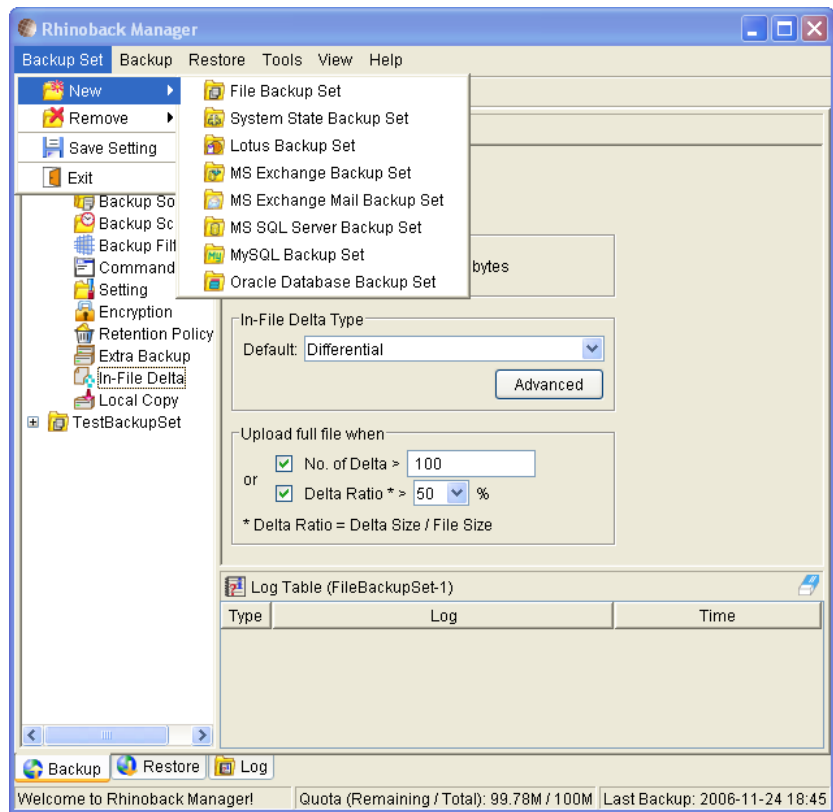 Rhinoback Manager
Backup Set Backup Restore Tools View Help
New
Remove
Save Setting
Exit
File Backup Set
System State Backup Set
Lotus Backup Set
MS Exchange Backup Set
MS Exchange Mail Backup Set
MS SQL Server Backup Set
MySQL Backup Set
Oracle Database Backup Set
Backup So
Backup Sc
Backup Filt
Command
Setting
Encryption
Retention Policy
Extra Backup
In-File Delta
Local Copy
TestBackupSet
bytes
In-File Delta Type
Default: Differential
Advanced
Upload full file when
or
No. of Delta > 100
Delta Ratio * > 50 %
* Delta Ratio = Delta Size / File Size
Log Table (FileBackupSet-1)
Type Log Time
Backup Restore Log
Welcome to Rhinoback Manager! Quota (Remaining / Total): 99.78M / 100M Last Backup: 2006-11-24 18:45